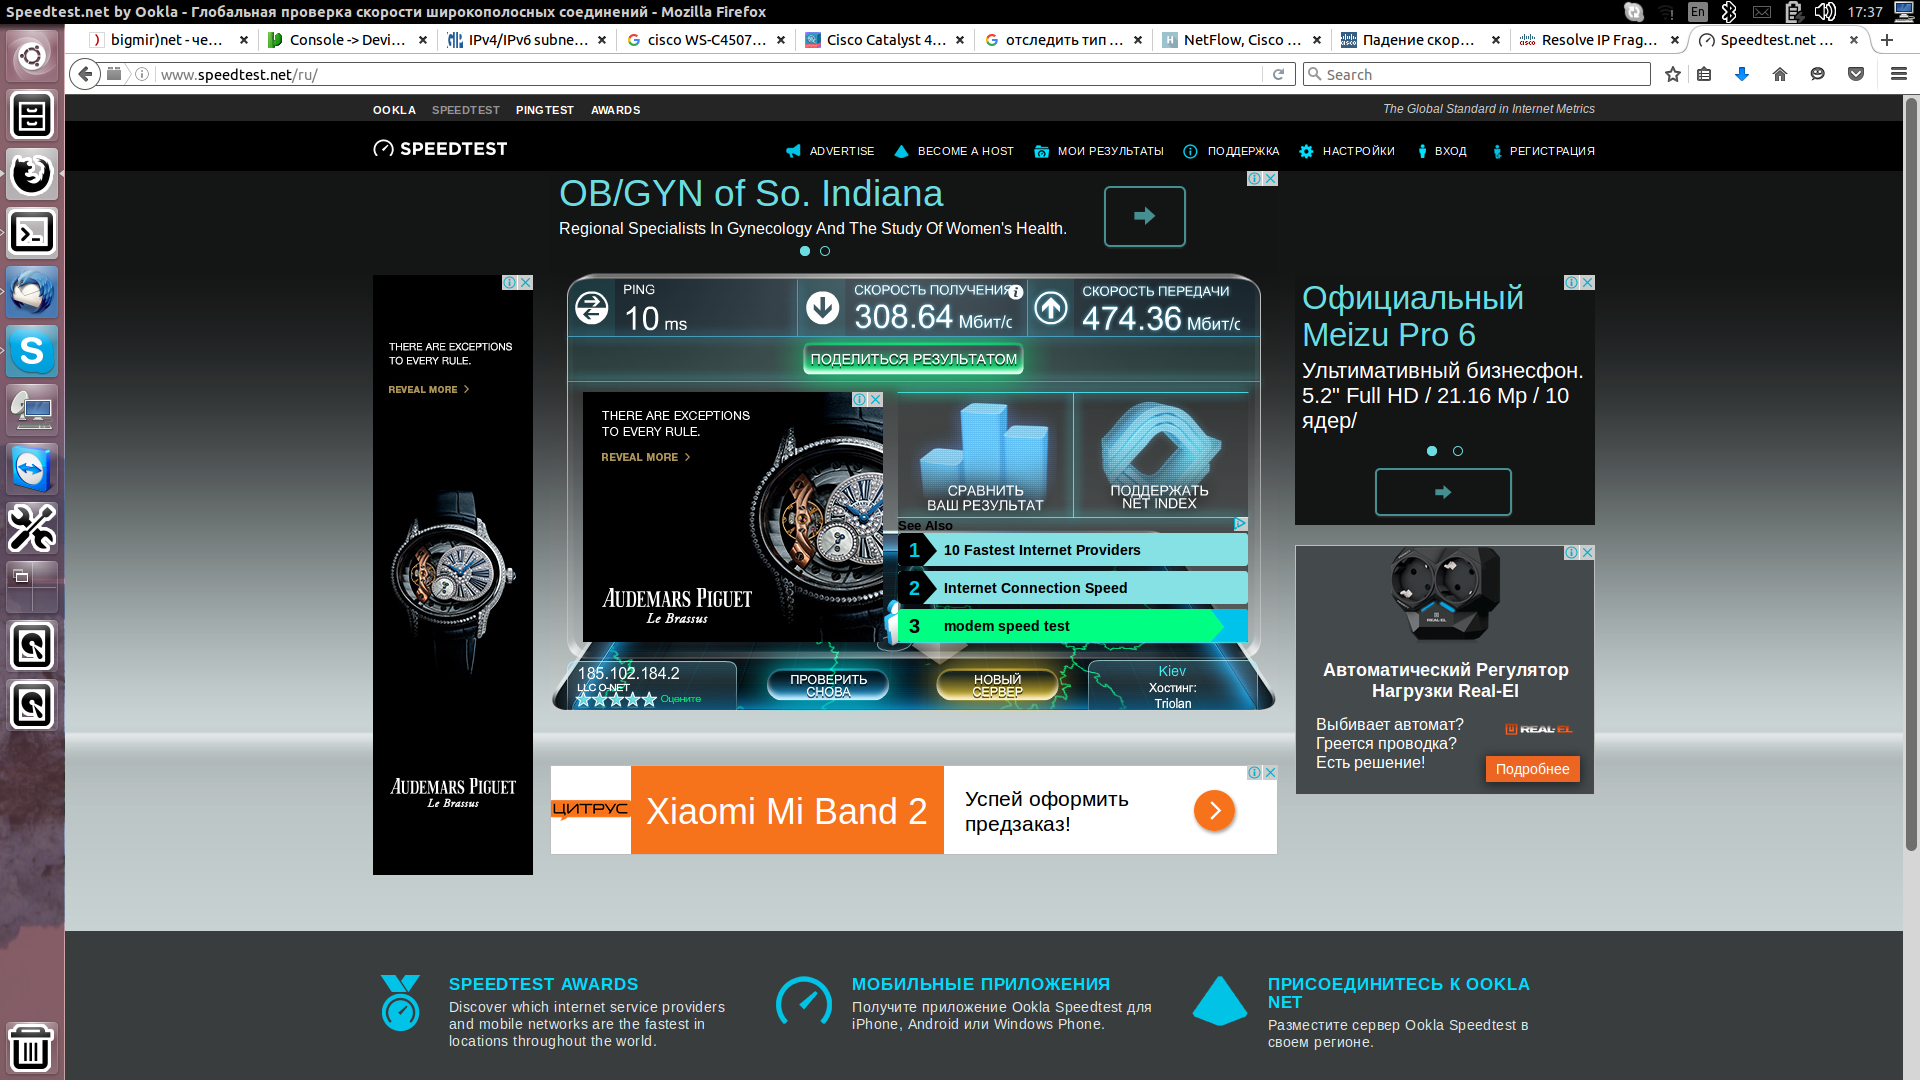 Speedtest.net by Ookla - Глобальная проверка скорости широкополосных соединений - Mozilla Firefox
En
17:37
bigmir)net - че...
Console -> Devi...
IPv4/IPv6 subne...
cisco WS-C4507...
Cisco Catalyst 4...
отследить тип ...
NetFlow, Cisco ...
Падение скор...
Resolve IP Frag...
Speedtest.net ...
www.speedtest.net/ru/
Search
OOKLA SPEEDTEST PINGTEST AWARDS
The Global Standard in Internet Metrics
SPEEDTEST
ADVERTISE
BECOME A HOST
МОИ РЕЗУЛЬТАТЫ
ПОДДЕРЖКА
НАСТРОЙКИ
ВХОД
РЕГИСТРАЦИЯ
OB/GYN of So. Indiana
Regional Specialists In Gynecology And The Study Of Women's Health.
THERE ARE EXCEPTIONS
TO EVERY RULE.
REVEAL MORE >
AUDEMARS PIGUET
Le Brassus
PING
10 ms
СКОРОСТЬ ПОЛУЧЕНИЯ
308.64 Мбит/с
СКОРОСТЬ ПЕРЕДАЧИ
474.36 Мбит/с
ПОДЕЛИТЬСЯ РЕЗУЛЬТАТОМ
THERE ARE EXCEPTIONS
TO EVERY RULE.
REVEAL MORE >
AUDEMARS PIGUET
Le Brassus
СРАВНИТЬ
ВАШ РЕЗУЛЬТАТ
ПОДДЕРЖАТЬ
NET INDEX
See Also
1 10 Fastest Internet Providers
2 Internet Connection Speed
3 modem speed test
185.102.184.2
LLC O-NET
Оцените
ПРОВЕРИТЬ
СНОВА
НОВЫЙ
СЕРВЕР
Kiev
Хостинг:
Triolan
Официальный
Meizu Pro 6
Ультимативный бизнесфон.
5.2" Full HD / 21.16 Mp / 10
ядер/
REAL-EL
Автоматический Регулятор
Нагрузки Real-El
Выбивает автомат?
Греется проводка?
Есть решение!
REAL-EL
Подробнее
ЦИТРУС
Xiaomi Mi Band 2
Успей оформить
предзаказ!
SPEEDTEST AWARDS
Discover which internet service providers
and mobile networks are the fastest in
locations throughout the world.
МОБИЛЬНЫЕ ПРИЛОЖЕНИЯ
Получите приложение Ookla Speedtest для
iPhone, Android или Windows Phone.
ПРИСОЕДИНИТЕСЬ К OOKLA
NET
Разместите сервер Ookla Speedtest в
своем регионе.